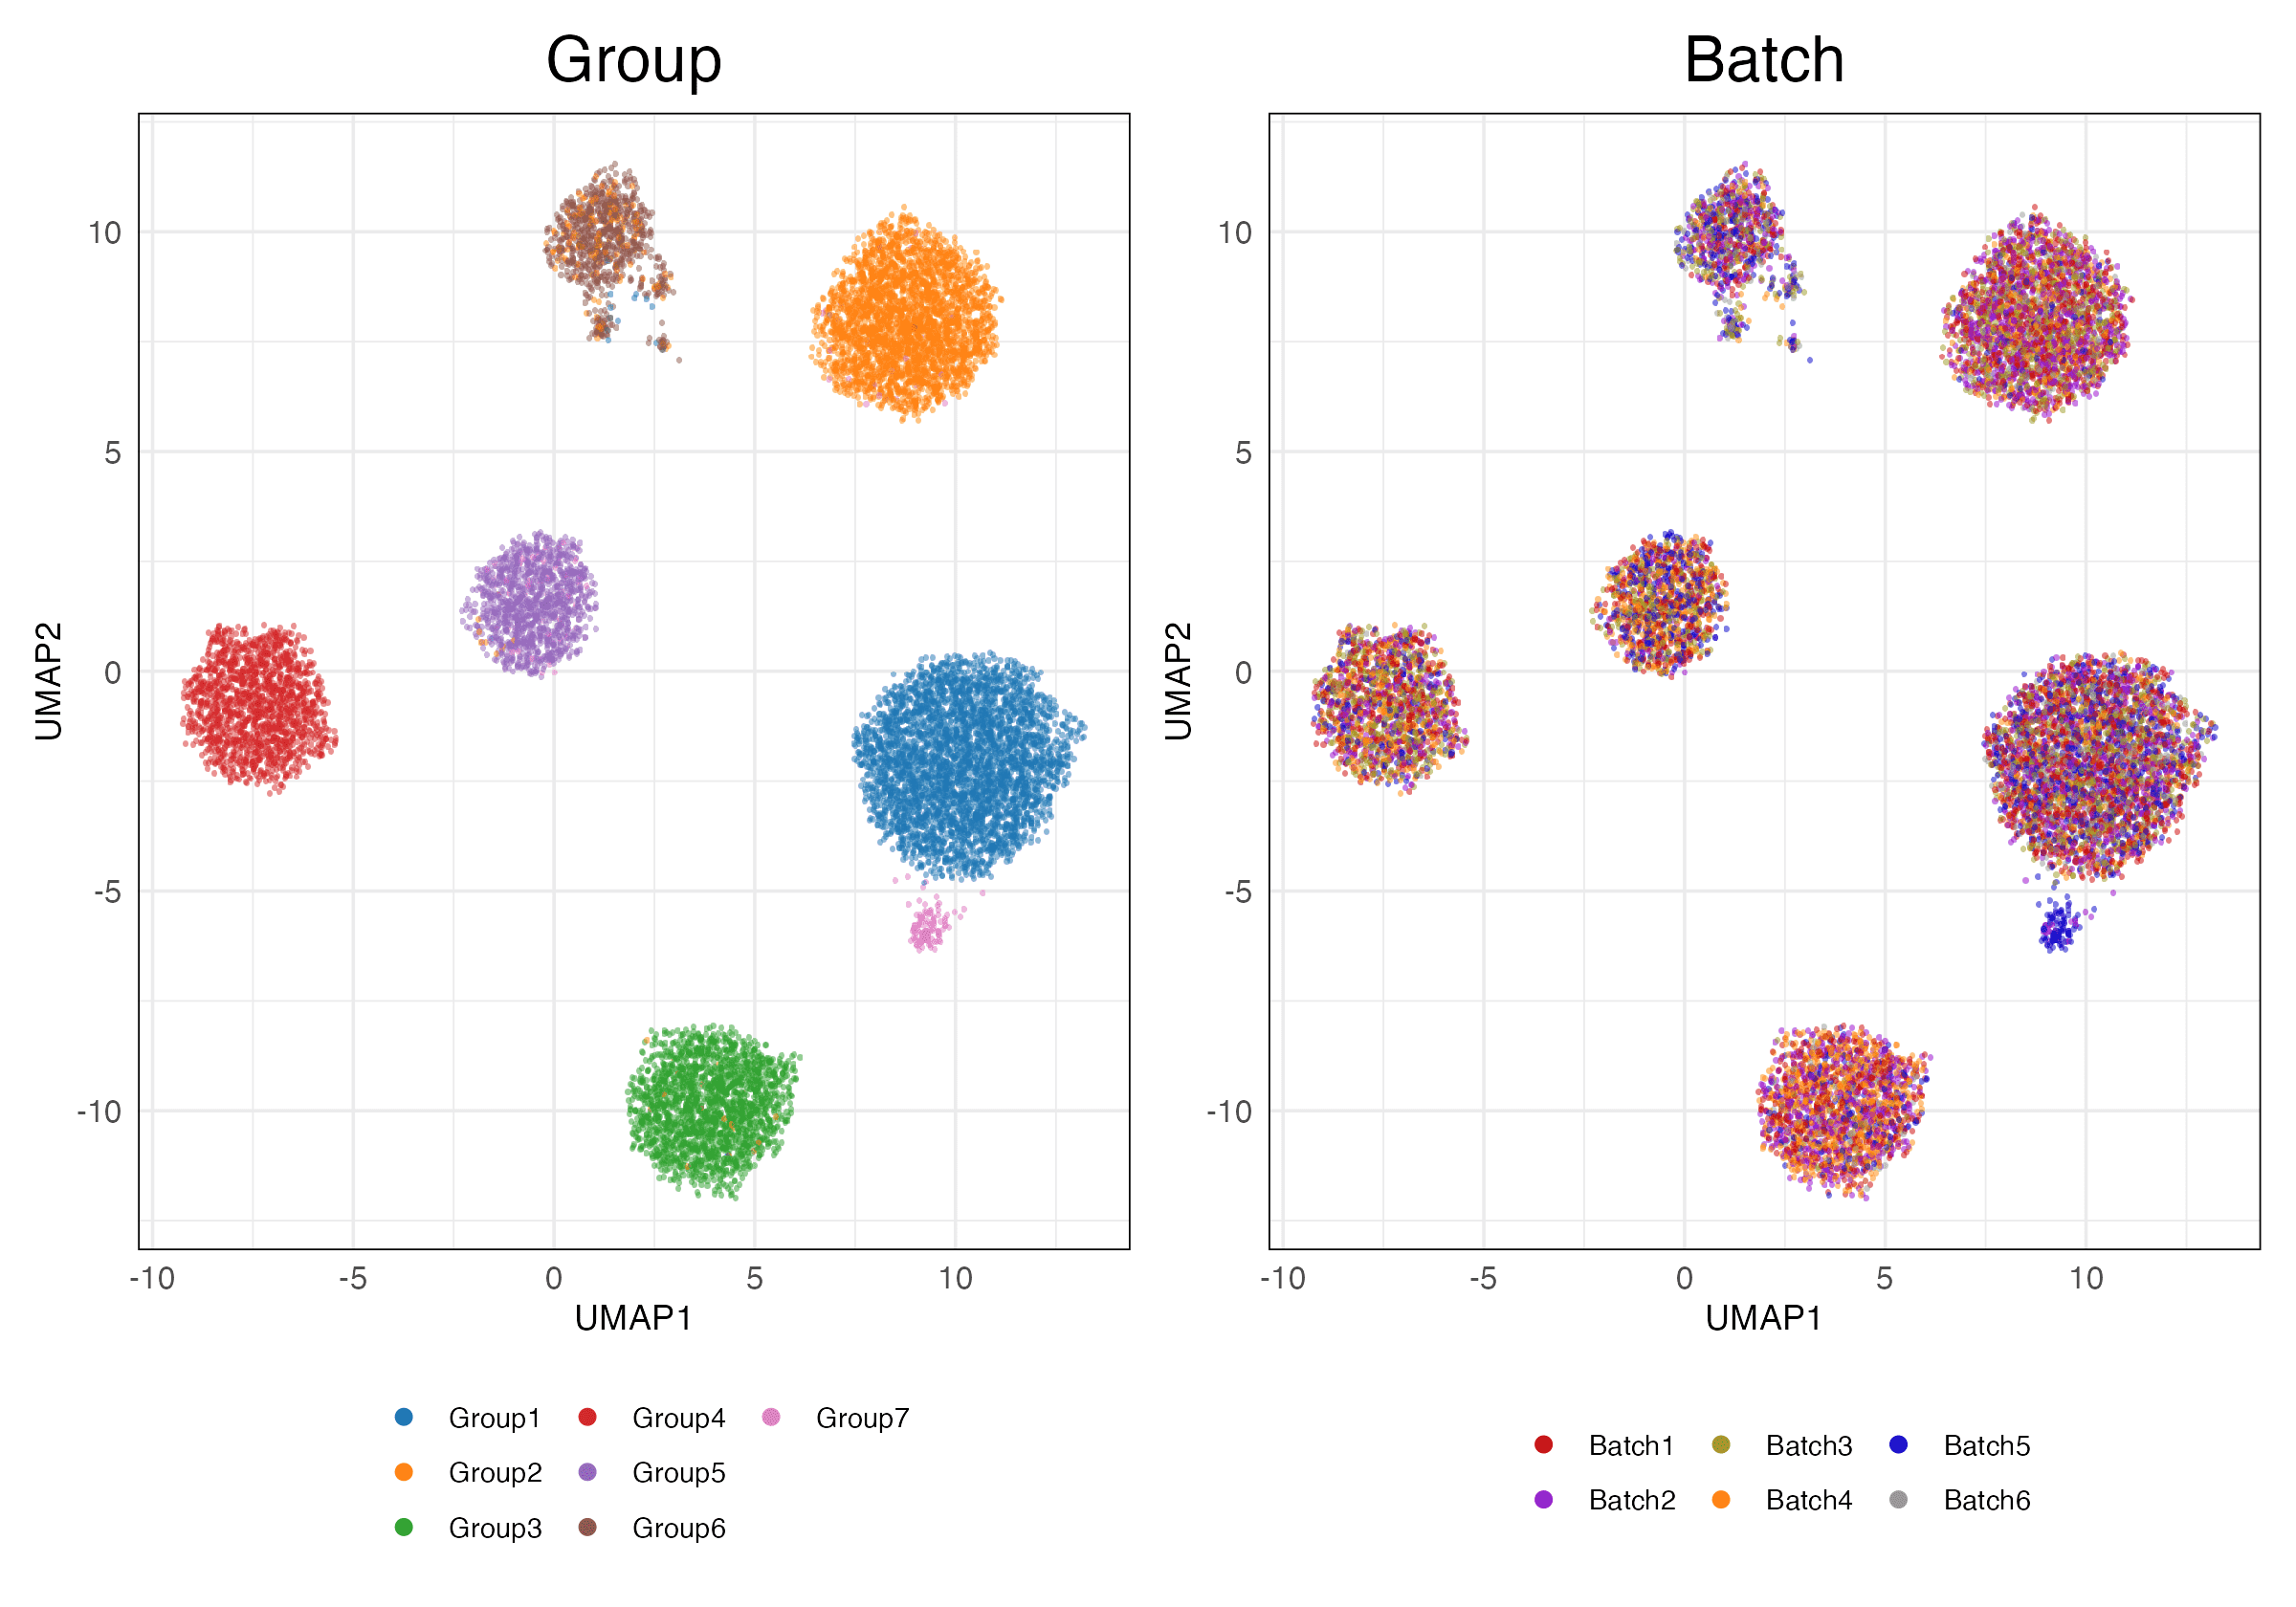 Group
Batch
10
5
0
-5
-10
UMAP2
-10 -5 0 5 10
UMAP1
10
5
0
-5
-10
UMAP2
-10 -5 0 5 10
UMAP1
Group1 Group4 Group7
Group2 Group5
Group3 Group6
Batch1 Batch3 Batch5
Batch2 Batch4 Batch6